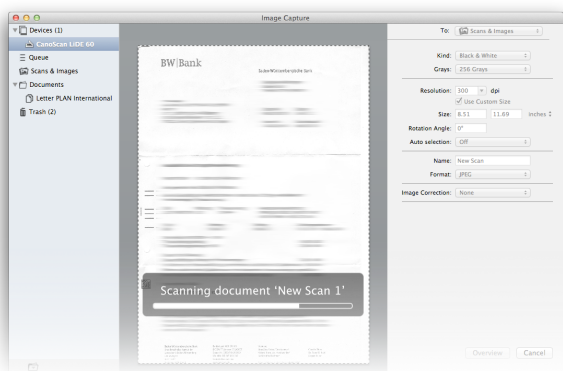 Image Capture
Devices (1)
CanoScan LiDE 60
Queue
Scans & Images
Documents
Letter PLAN International
Trash (2)
BW|Bank
Scanning document ‘New Scan 1’
To: Scans & Images
Kind: Black & White
Grays: 256 Grays
Resolution: 300 dpi
Use Custom Size
Size: 8.51 11.69 inches
Rotation Angle: 0°
Auto selection: Off
Name: New Scan
Format: JPEG
Image Correction: None
Overview Cancel